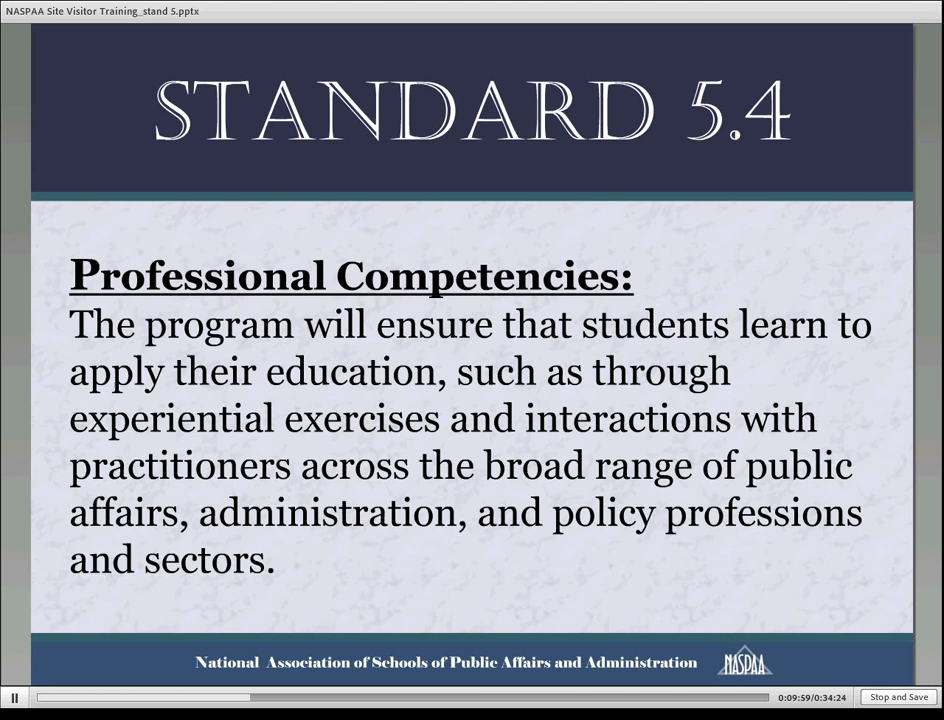 NASPAA Site Visitor Training_stand 5.pptx
STANDARD 5.4
Professional Competencies:
The program will ensure that students learn to
apply their education, such as through
experiential exercises and interactions with
practitioners across the broad range of public
affairs, administration, and policy professions
and sectors.
National Association of Schools of Public Affairs and Administration
NASPAA
0:09:59/0:34:24
Stop and Save